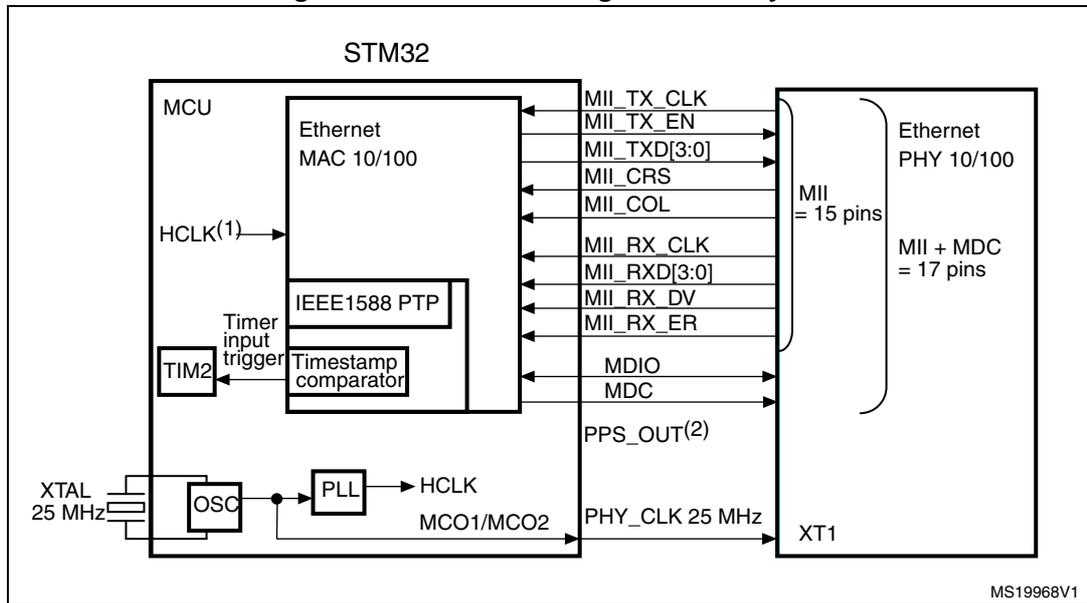 STM32
MCU
Ethernet
MAC 10/100
HCLK(1)
IEEE1588 PTP
Timer
input
trigger
TIM2
Timestamp
comparator
XTAL
25 MHz
OSC
PLL
HCLK
MCO1/MCO2
MII_TX_CLK
MII_TX_EN
MII_TXD[3:0]
MII_CRS
MII_COL
MII_RX_CLK
MII_RXD[3:0]
MII_RX_DV
MII_RX_ER
MDIO
MDC
PPS_OUT(2)
PHY_CLK 25 MHz
MII
= 15 pins
Ethernet
PHY 10/100
MII + MDC
= 17 pins
XT1
MS19968V1